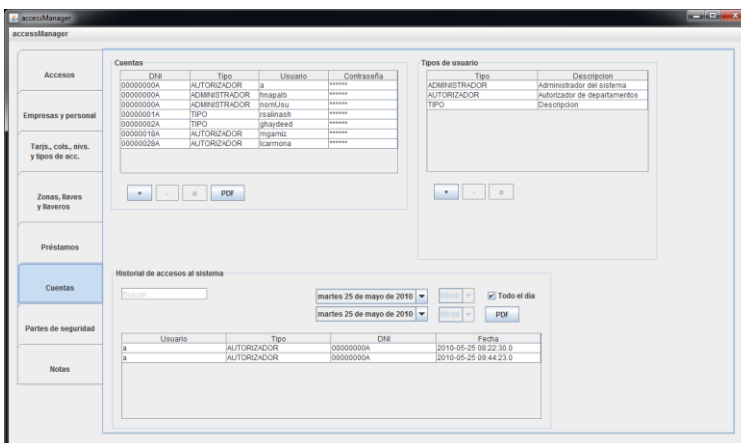 accessManager
accessManager
Accesos
Empresas y personal
Tarjs., cols., nivs.
y tipos de acc.
Zonas, llaves
y llaveros
Préstamos
Cuentas
Partes de seguridad
Notas
Cuentas
DNI Tipo Usuario Contraseña
00000000A AUTORIZADOR a ******
00000000A ADMINISTRADOR hnapalb ******
00000000A ADMINISTRADOR nomUsu ******
00000001A TIPO rsalinash ******
00000002A TIPO ghaydeed ******
00000018A AUTORIZADOR mgarniz ******
00000028A AUTORIZADOR lcarmona ******
+ - o PDF
Tipos de usuario
Tipo Descripcion
ADMINISTRADOR Administrador del sistema
AUTORIZADOR Autorizador de departamentos
TIPO Descripcion
+ - o
Historial de accesos al sistema
Buscar ...
martes 25 de mayo de 2010 00:00 Todo el día
martes 25 de mayo de 2010 00:00 PDF
Usuario Tipo DNI Fecha
a AUTORIZADOR 00000000A 2010-05-25 08:22:30.0
a AUTORIZADOR 00000000A 2010-05-25 09:44:23.0